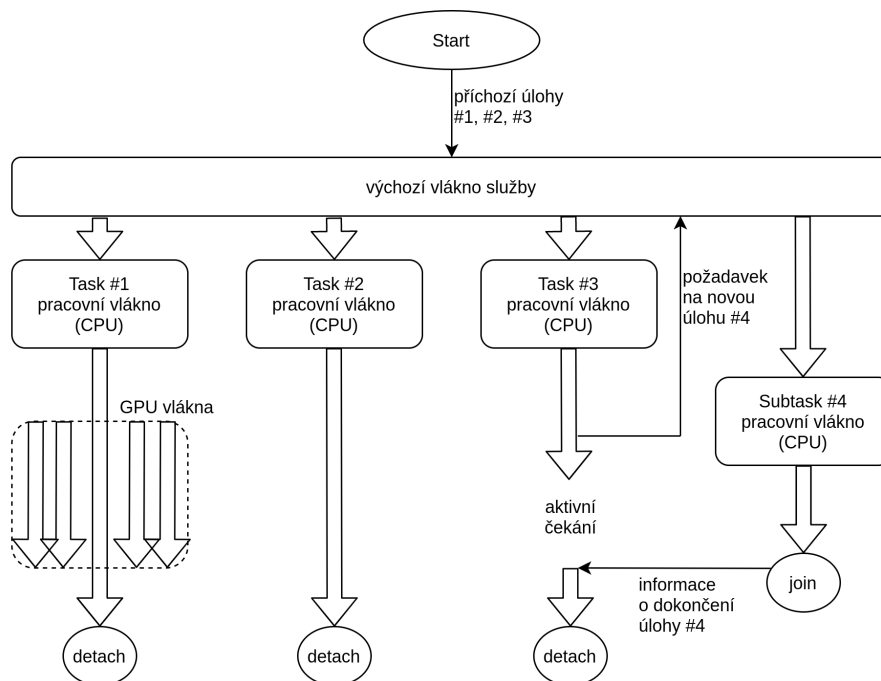 Start
příchozí úlohy
#1, #2, #3
výchozí vlákno služby
Task #1
pracovní vlákno
(CPU)
Task #2
pracovní vlákno
(CPU)
Task #3
pracovní vlákno
(CPU)
požadavek
na novou
úlohu #4
Subtask #4
pracovní vlákno
(CPU)
GPU vlákna
aktivní
čekání
join
informace
o dokončení
úlohy #4
detach
detach
detach